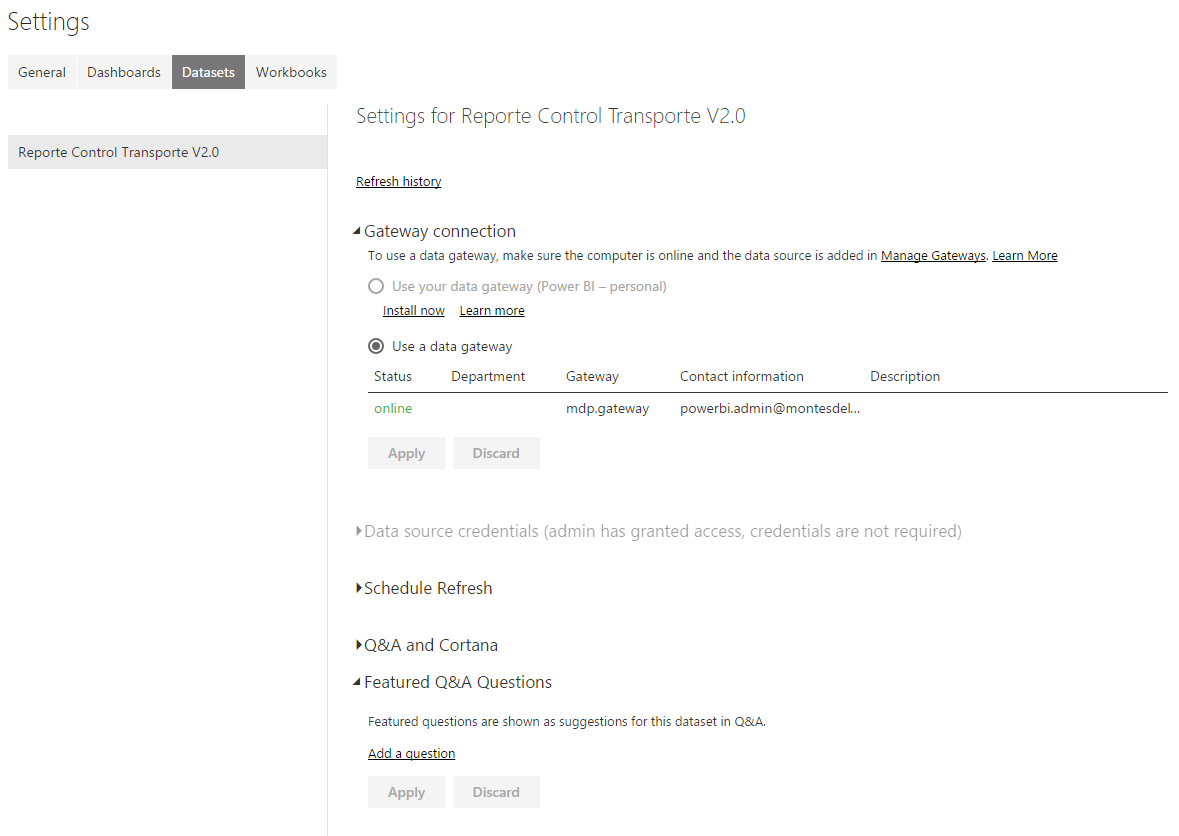 Settings
General Dashboards Datasets Workbooks
Reporte Control Transporte V2.0
Settings for Reporte Control Transporte V2.0
Refresh history
Gateway connection
To use a data gateway, make sure the computer is online and the data source is added in Manage Gateways. Learn More
Use your data gateway (Power BI – personal)
Install now Learn more
Use a data gateway
Status Department Gateway Contact information Description
online mdp.gateway powerbi.admin@montesdel...
Apply Discard
Data source credentials (admin has granted access, credentials are not required)
Schedule Refresh
Q&A and Cortana
Featured Q&A Questions
Featured questions are shown as suggestions for this dataset in Q&A.
Add a question
Apply Discard